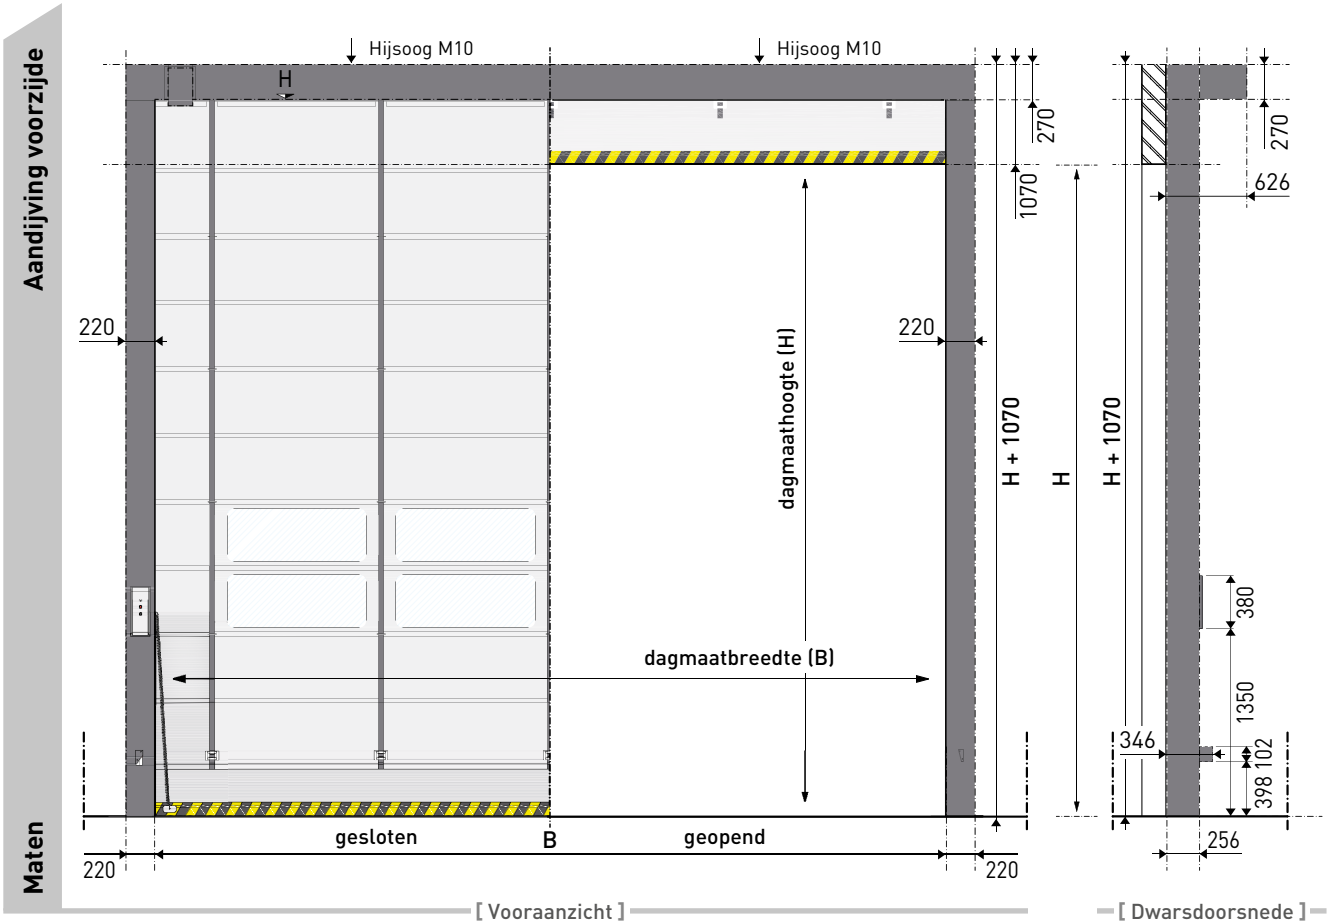 Aandijving voorzijde
Maten
Hijsoog M10
Hijsoog M10
H
270
1070
270
626
220
220
dagmaathoogte (H)
H + 1070
H
H + 1070
380
1350
dagmaatbreedte (B)
346
102
398
gesloten
B
geopend
220
220
256
[ Vooraanzicht ]
[ Dwarsdoorsnede ]